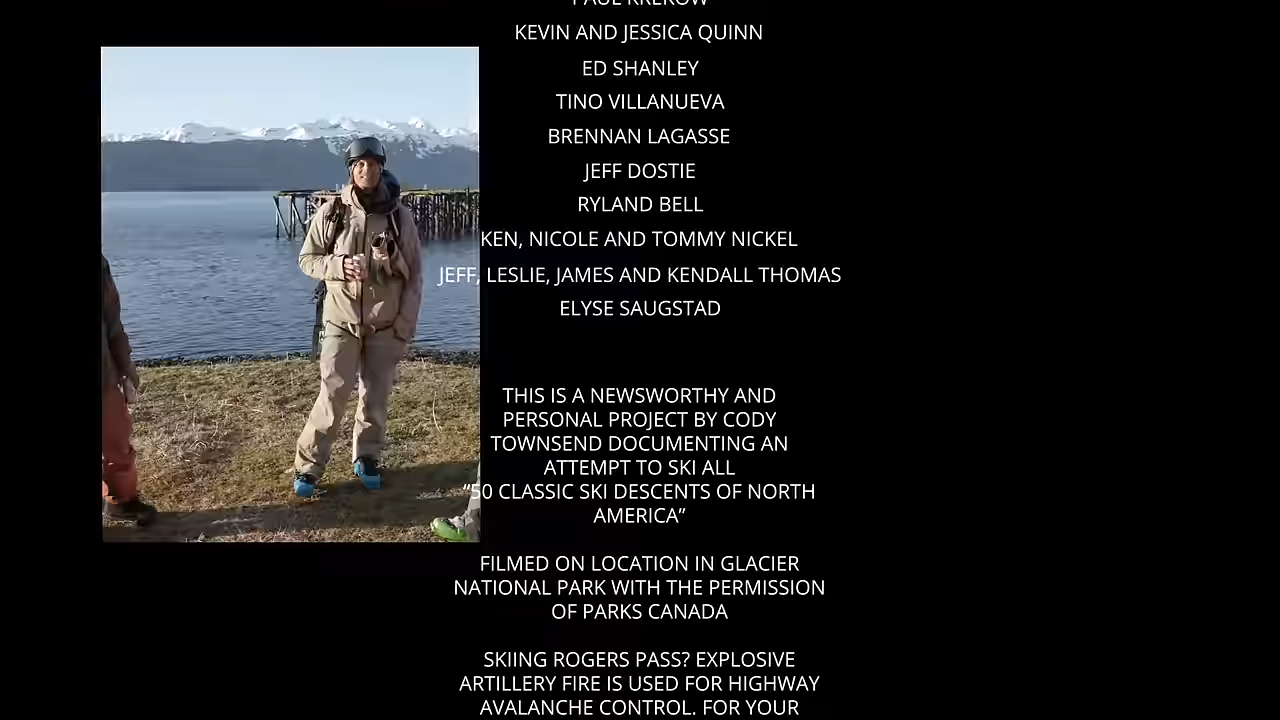 PAUL KREKOW
KEVIN AND JESSICA QUINN
ED SHANLEY
TINO VILLANUEVA
BRENNAN LAGASSE
JEFF DOSTIE
RYLAND BELL
KEN, NICOLE AND TOMMY NICKEL
JEFF, LESLIE, JAMES AND KENDALL THOMAS
ELYSE SAUGSTAD
THIS IS A NEWSWORTHY AND
PERSONAL PROJECT BY CODY
TOWNSEND DOCUMENTING AN
ATTEMPT TO SKI ALL
“50 CLASSIC SKI DESCENTS OF NORTH
AMERICA”
FILMED ON LOCATION IN GLACIER
NATIONAL PARK WITH THE PERMISSION
OF PARKS CANADA
SKIING ROGERS PASS? EXPLOSIVE
ARTILLERY FIRE IS USED FOR HIGHWAY
AVALANCHE CONTROL. FOR YOUR